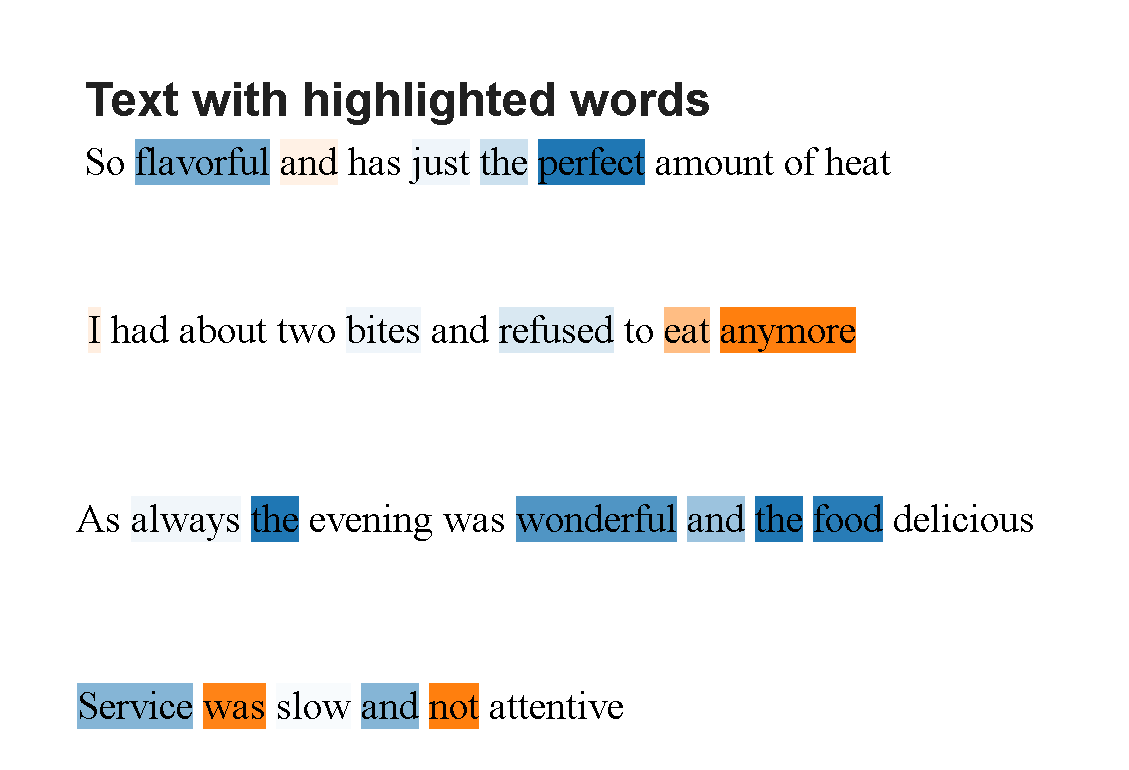 Text with highlighted words
So flavorful and has just the perfect amount of heat
I had about two bites and refused to eat anymore
As always the evening was wonderful and the food delicious
Service was slow and not attentive